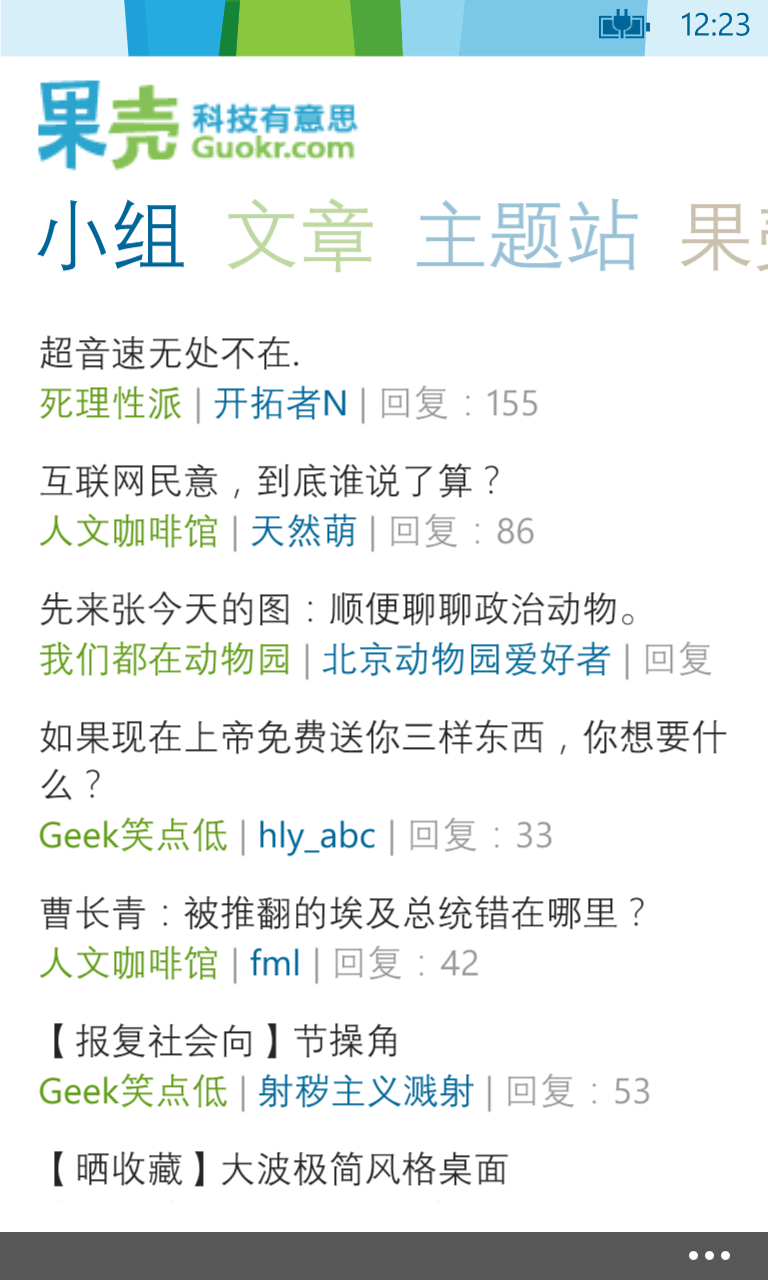 12:23
果壳 科技有意思
Guokr.com
小组 文章 主题站 果壳
超音速无处不在.
死理性派 | 开拓者N | 回复：155
互联网民意，到底谁说了算？
人文咖啡馆 | 天然萌 | 回复：86
先来张今天的图：顺便聊聊政治动物。
我们都在动物园 | 北京动物园爱好者 | 回复
如果现在上帝免费送你三样东西，你想要什
么？
Geek笑点低 | hly_abc | 回复：33
曹长青：被推翻的埃及总统错在哪里？
人文咖啡馆 | fml | 回复：42
【报复社会向】节操角
Geek笑点低 | 射秽主义溅射 | 回复：53
【晒收藏】大波极简风格桌面